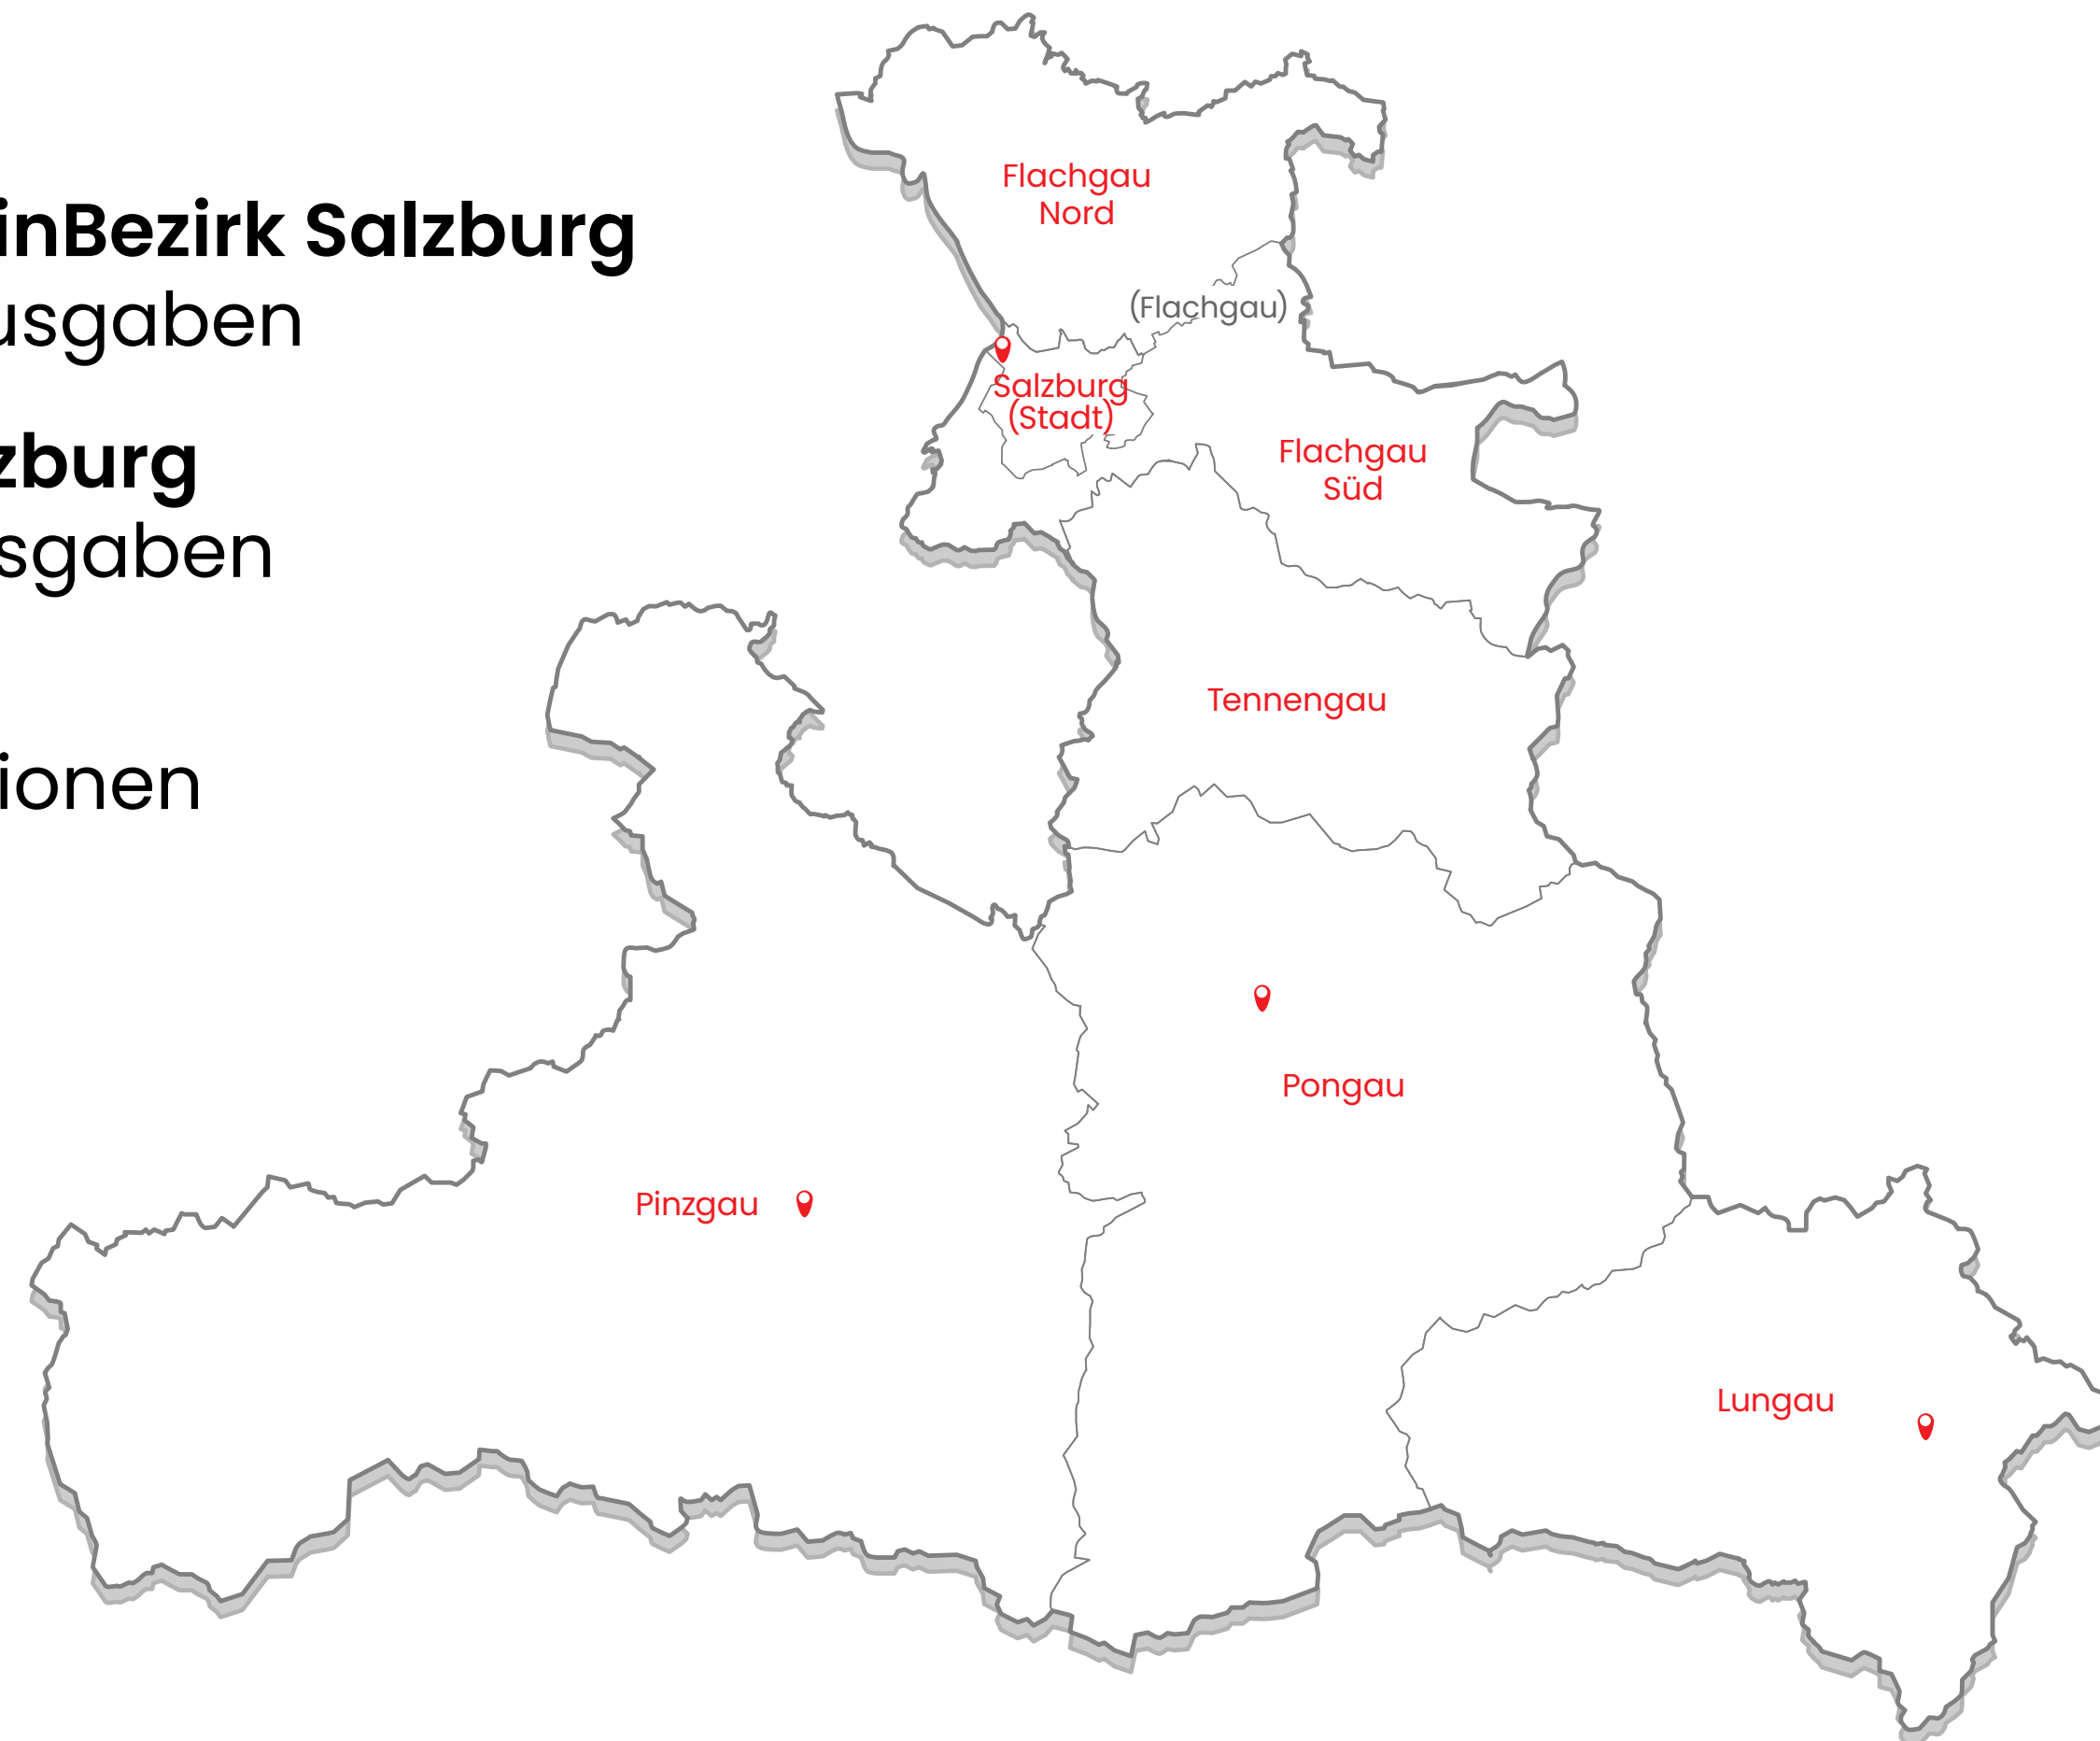 inBezirk Salzburg
usgaben
zburg
sgaben
ionen
Flachgau
Nord
(Flachgau)
Salzburg
(Stadt)
Flachgau
Süd
Tennengau
Pongau
Pinzgau
Lungau